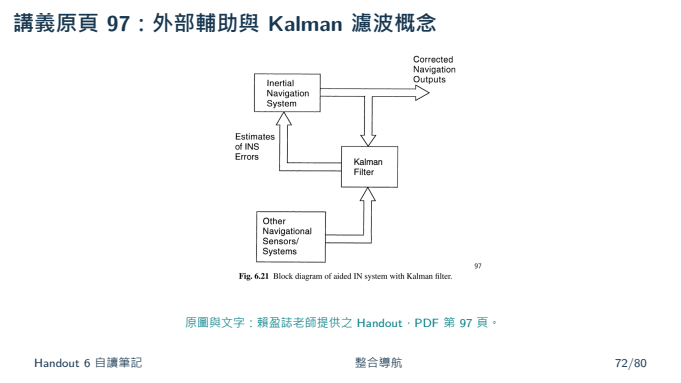 講義原頁 97：外部輔助與 Kalman 濾波概念
Corrected
Navigation
Outputs
Inertial
Navigation
System
Estimates
of INS
Errors
Kalman
Filter
Other
Navigational
Sensors/
Systems
97
Fig. 6.21 Block diagram of aided IN system with Kalman filter.
原圖與文字：賴盈誌老師提供之 Handout，PDF 第 97 頁。
Handout 6 自讀筆記
整合導航
72/80